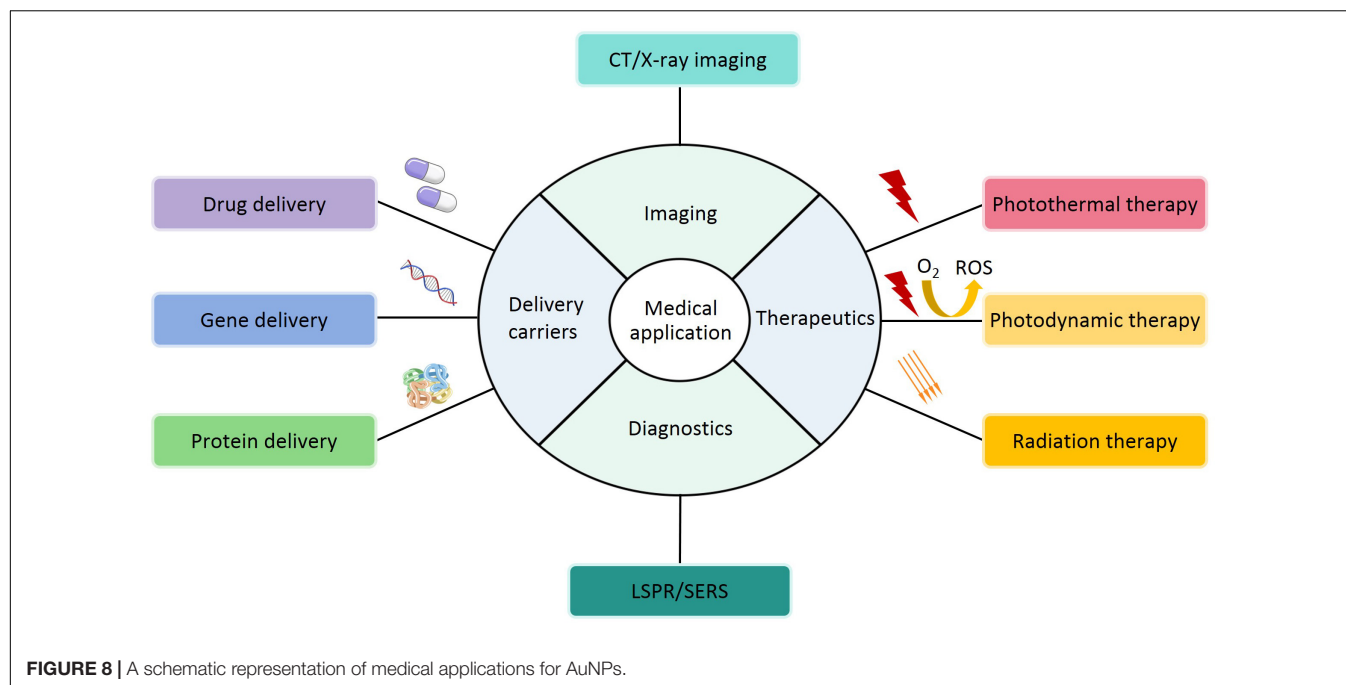 CT/X-ray imaging
Drug delivery
Gene delivery
Protein delivery
Imaging
Delivery
carriers
Medical
application
Therapeutics
Diagnostics
O₂ ROS
Photothermal therapy
Photodynamic therapy
Radiation therapy
LSPR/SERS
FIGURE 8 | A schematic representation of medical applications for AuNPs.